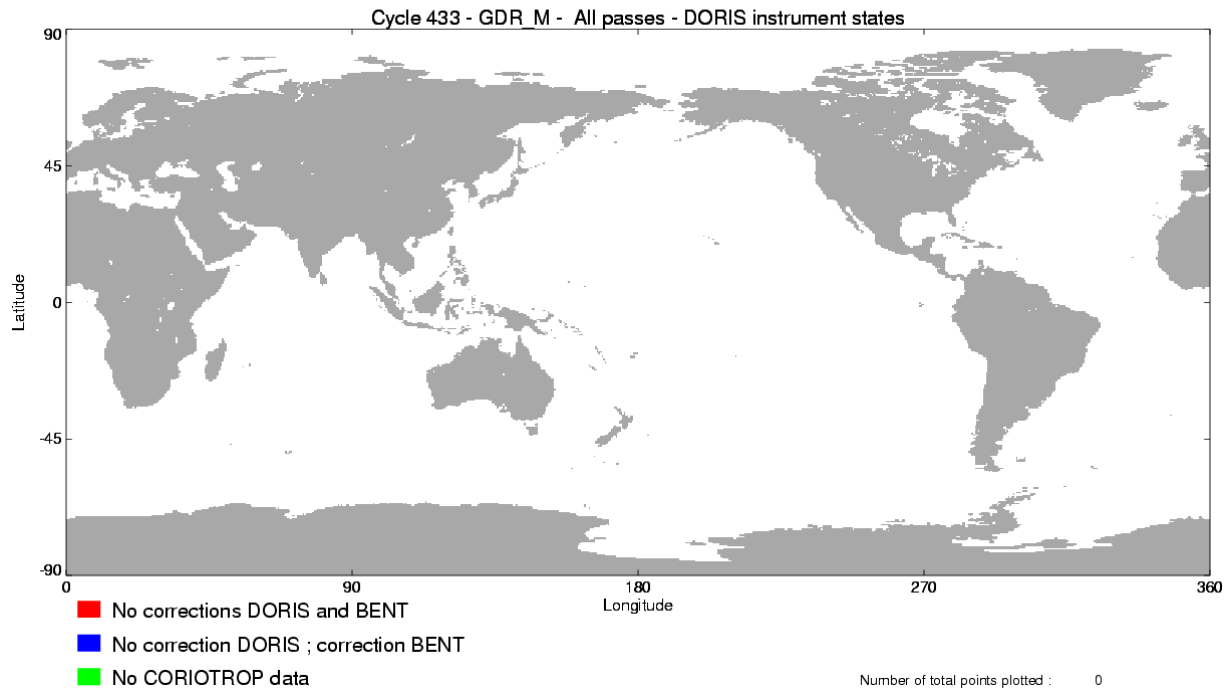 Cycle 433 - GDR_M - All passes - DORIS instrument states
90
45
0
-45
-90
Latitude
0 90 180 270 360
Longitude
No corrections DORIS and BENT
No correction DORIS ; correction BENT
No CORIOTROP data
Number of total points plotted : 0